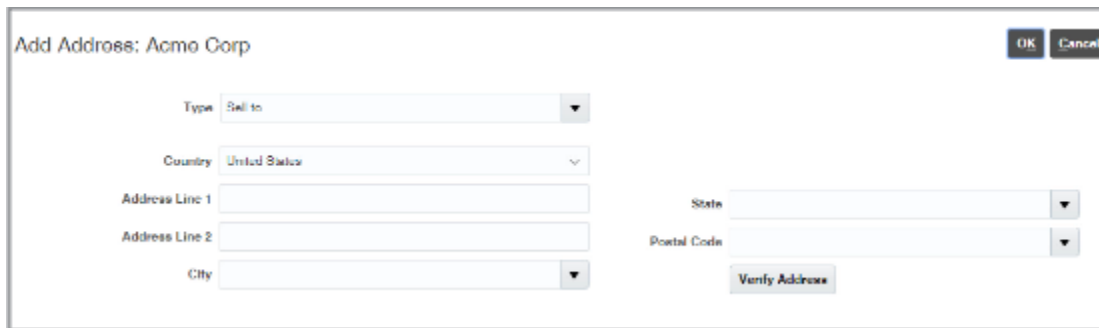 Add Address: Acme Corp
OK Cancel
Type Sell to
Country United States
Address Line 1
State
Address Line 2
Postal Code
City
Verify Address